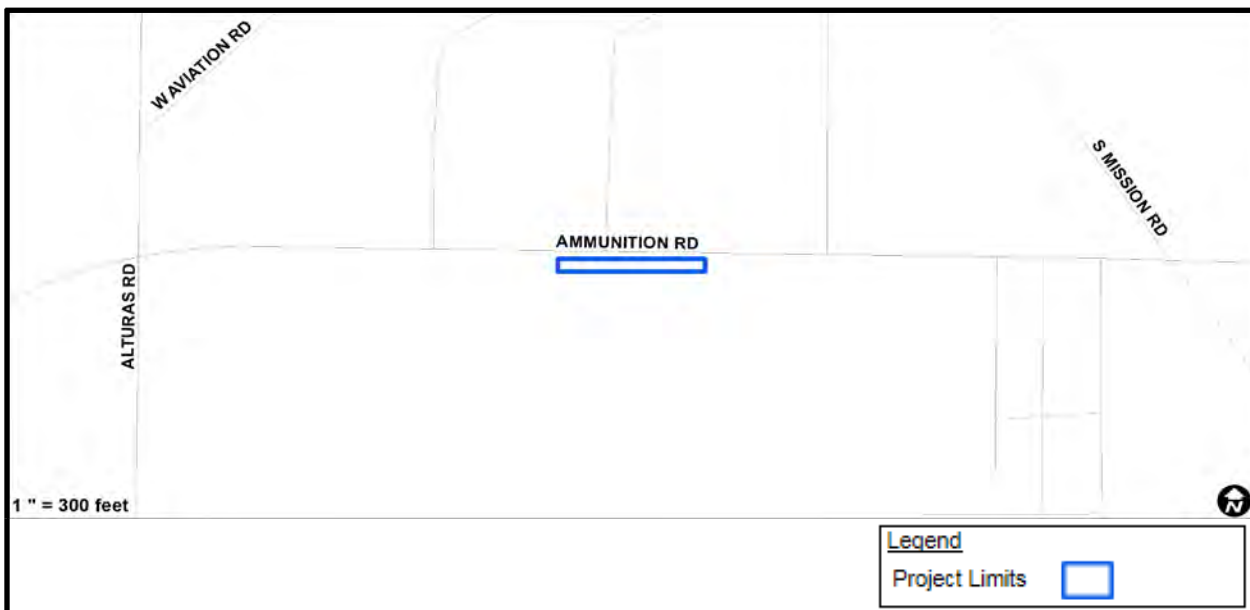 W AVIATION RD
S MISSION RD
AMMUNITION RD
ALTURAS RD
1 " = 300 feet
N
Legend
Project Limits